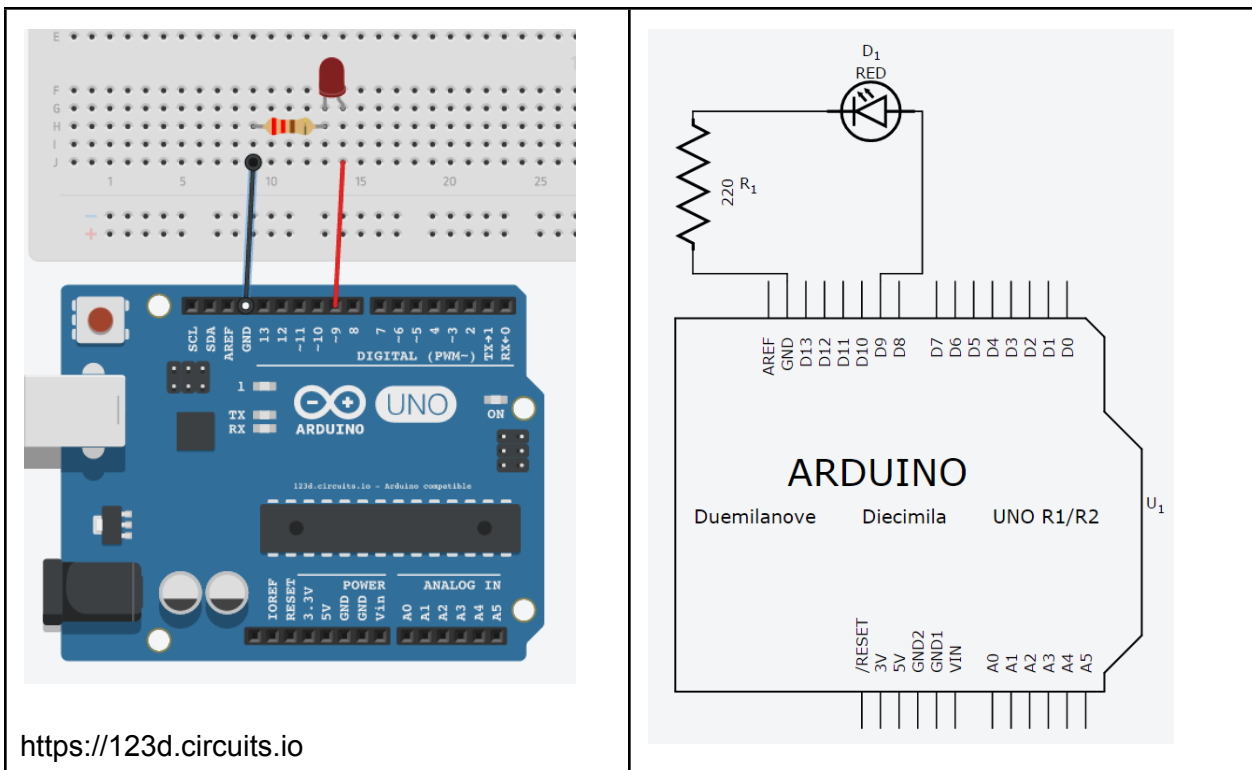 E
F
G
H
I
J
1 5 10 15 20 25
SCL
SDA
AREF
GND
13
12
~11
~10
~9
8
7
~6
~5
4
~3
2
TX→1
RX←0
DIGITAL (PWM~)
1
TX
RX
UNO
ARDUINO
ON
123d.circuits.io - Arduino compatible
POWER
ANALOG IN
IOREF
RESET
3.3V
5V
GND
GND
Vin
A0
A1
A2
A3
A4
A5
https://123d.circuits.io
D1
RED
220 R1
AREF
GND
D13
D12
D11
D10
D9
D8
D7
D6
D5
D4
D3
D2
D1
D0
ARDUINO
Duemilanove Diecimila UNO R1/R2
U1
/RESET
3V
5V
GND2
GND1
VIN
A0
A1
A2
A3
A4
A5